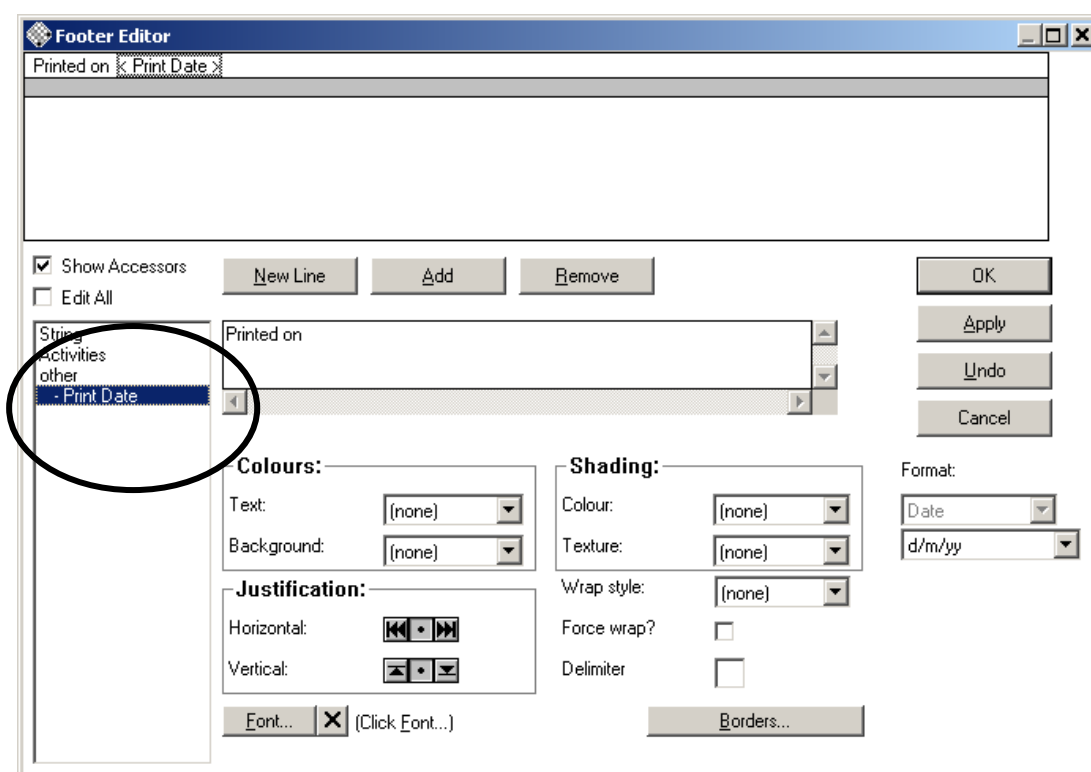 Footer Editor
Printed on < Print Date >
Show Accessors
Edit All
New Line
Add
Remove
OK
Apply
Undo
Cancel
String
Activities
other
- Print Date
Printed on
Colours:
Text:
(none)
Background:
(none)
Shading:
Colour:
(none)
Texture:
(none)
Format:
Date
d/m/yy
Justification:
Horizontal:
Vertical:
Wrap style:
(none)
Force wrap?
Delimiter
Font...
(Click Font...)
Borders...